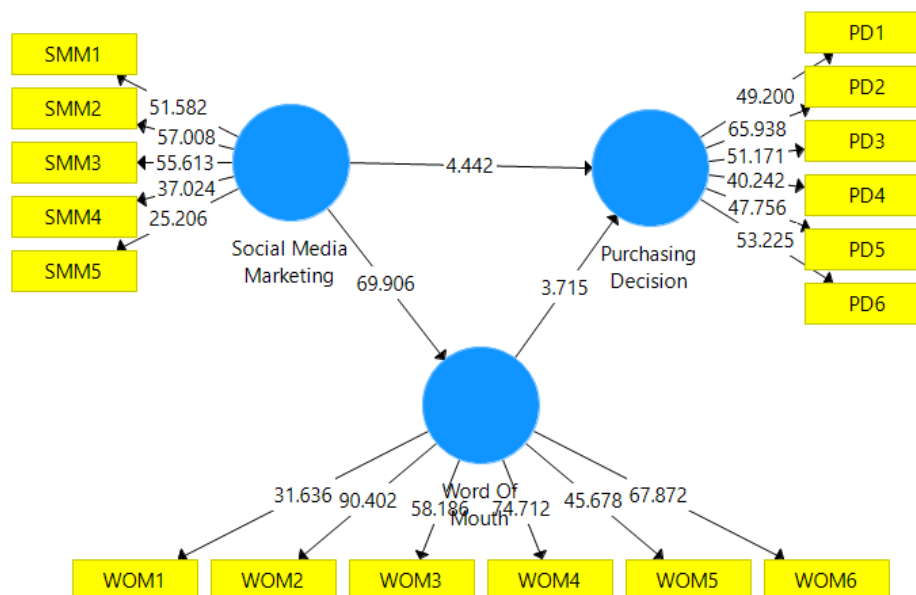 SMM1
SMM2
SMM3
SMM4
SMM5
51.582
57.008
55.613
37.024
25.206
Social Media
Marketing
4.442
69.906
3.715
Purchasing
Decision
49.200
65.938
51.171
40.242
47.756
53.225
PD1
PD2
PD3
PD4
PD5
PD6
Word Of
Mouth
31.636
90.402
58.186
74.712
45.678
67.872
WOM1
WOM2
WOM3
WOM4
WOM5
WOM6